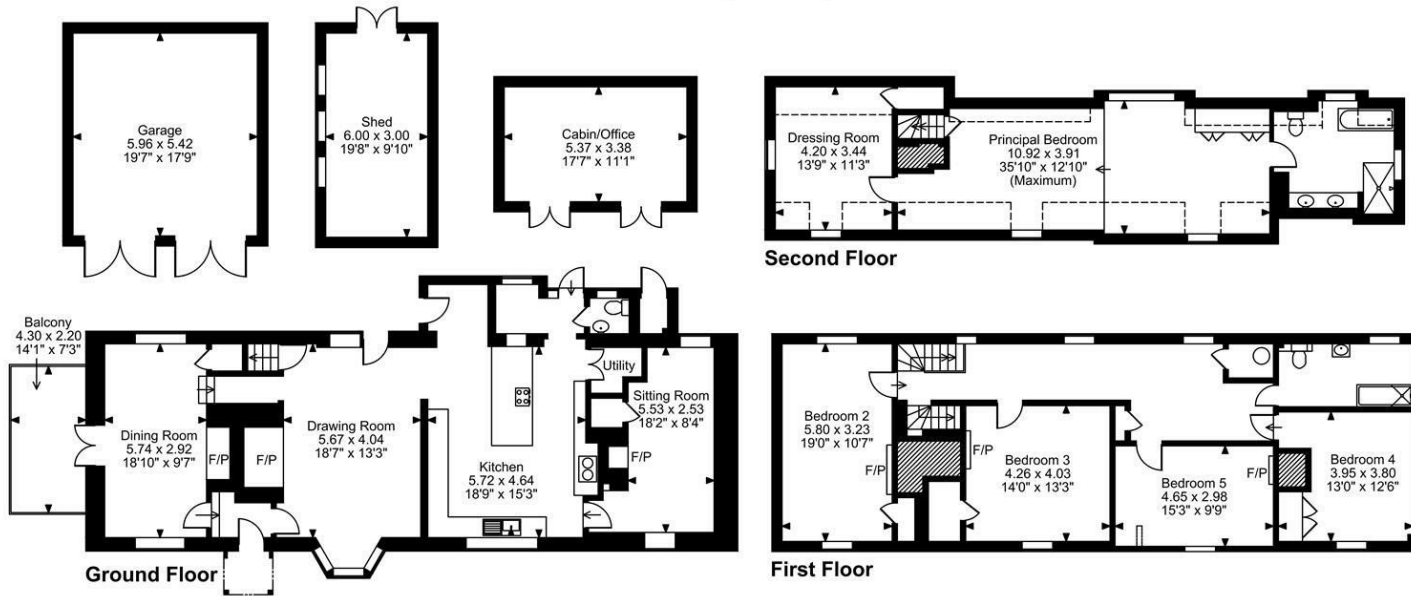 Garage
5.96 x 5.42
19'7" x 17'9"
Shed
6.00 x 3.00
19'8" x 9'10"
Cabin/Office
5.37 x 3.38
17'7" x 11'1"
Dressing Room
4.20 x 3.44
13'9" x 11'3"
Principal Bedroom
10.92 x 3.91
35'10" x 12'10"
(Maximum)
Second Floor
Balcony
4.30 x 2.20
14'1" x 7'3"
Dining Room
5.74 x 2.92
18'10" x 9'7"
F/P
F/P
Drawing Room
5.67 x 4.04
18'7" x 13'3"
Kitchen
5.72 x 4.64
18'9" x 15'3"
Utility
Sitting Room
5.53 x 2.53
18'2" x 8'4"
F/P
Ground Floor
Bedroom 2
5.80 x 3.23
19'0" x 10'7"
F/P
F/P
Bedroom 3
4.26 x 4.03
14'0" x 13'3"
Bedroom 5
4.65 x 2.98
15'3" x 9'9"
F/P
Bedroom 4
3.95 x 3.80
13'0" x 12'6"
First Floor